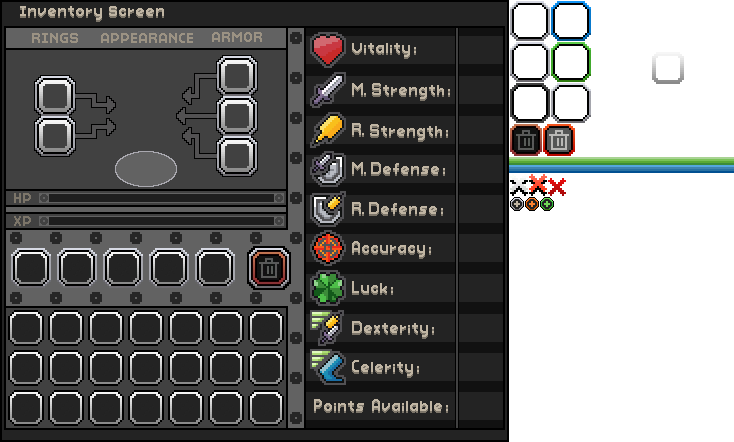 Inventory Screen
RINGS APPEARANCE ARMOR
HP
XP
Vitality:
M. Strength:
R. Strength:
M. Defense:
R. Defense:
Accuracy:
Luck:
Dexterity:
Celerity:
Points Available: